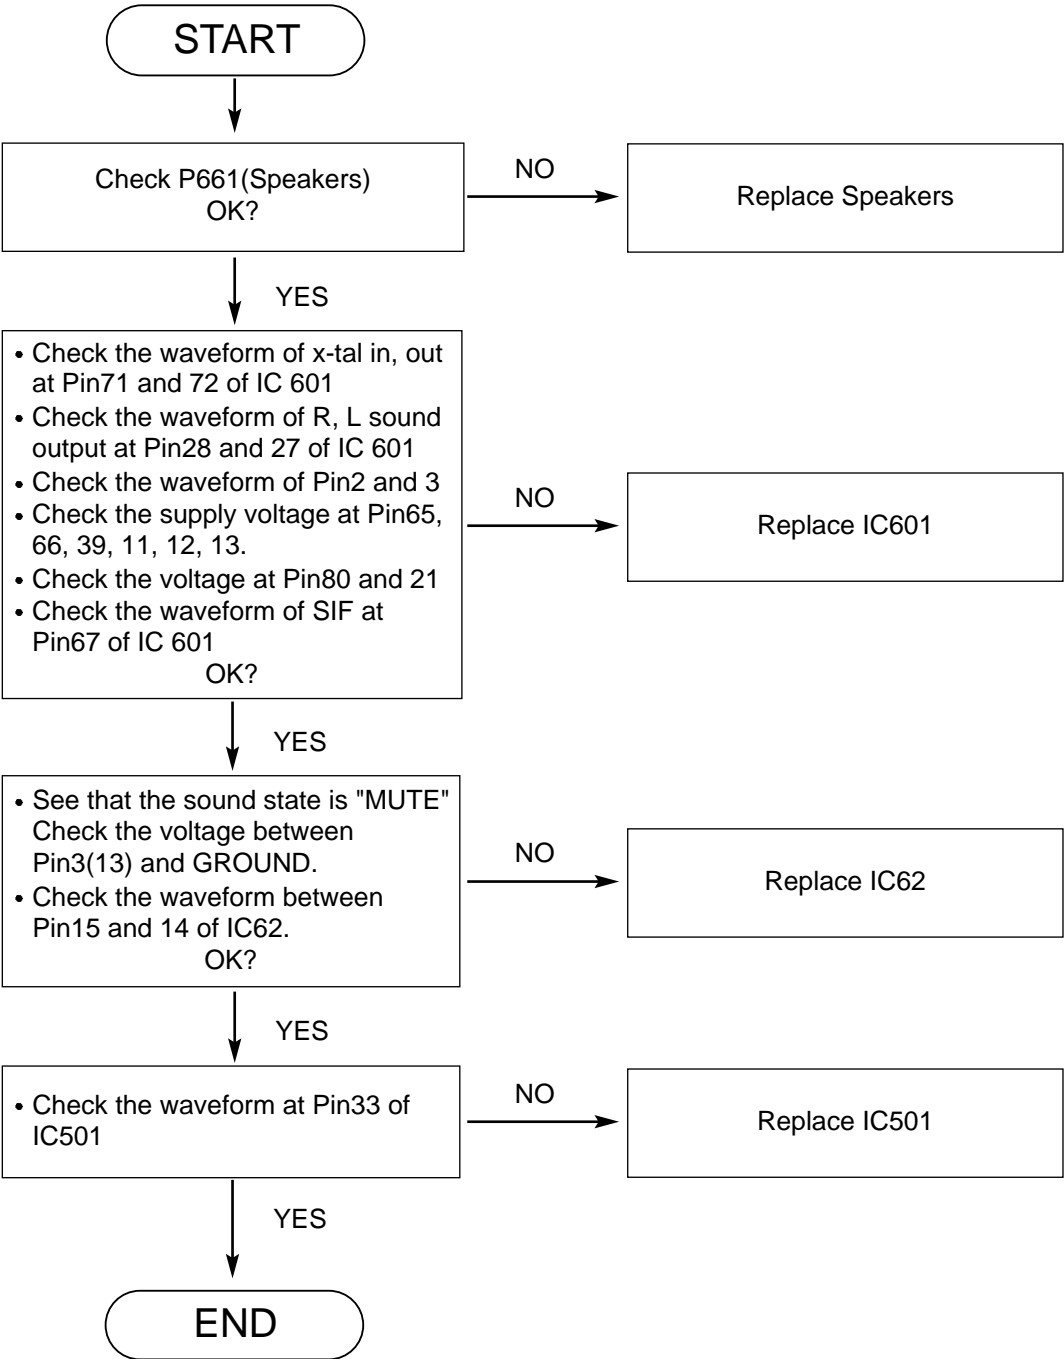 START
Check P661(Speakers)
OK?
NO
Replace Speakers
YES
• Check the waveform of x-tal in, out
at Pin71 and 72 of IC 601
• Check the waveform of R, L sound
output at Pin28 and 27 of IC 601
• Check the waveform of Pin2 and 3
• Check the supply voltage at Pin65,
66, 39, 11, 12, 13.
• Check the voltage at Pin80 and 21
• Check the waveform of SIF at
Pin67 of IC 601
OK?
NO
Replace IC601
YES
• See that the sound state is "MUTE"
Check the voltage between
Pin3(13) and GROUND.
• Check the waveform between
Pin15 and 14 of IC62.
OK?
NO
Replace IC62
YES
• Check the waveform at Pin33 of
IC501
NO
Replace IC501
YES
END